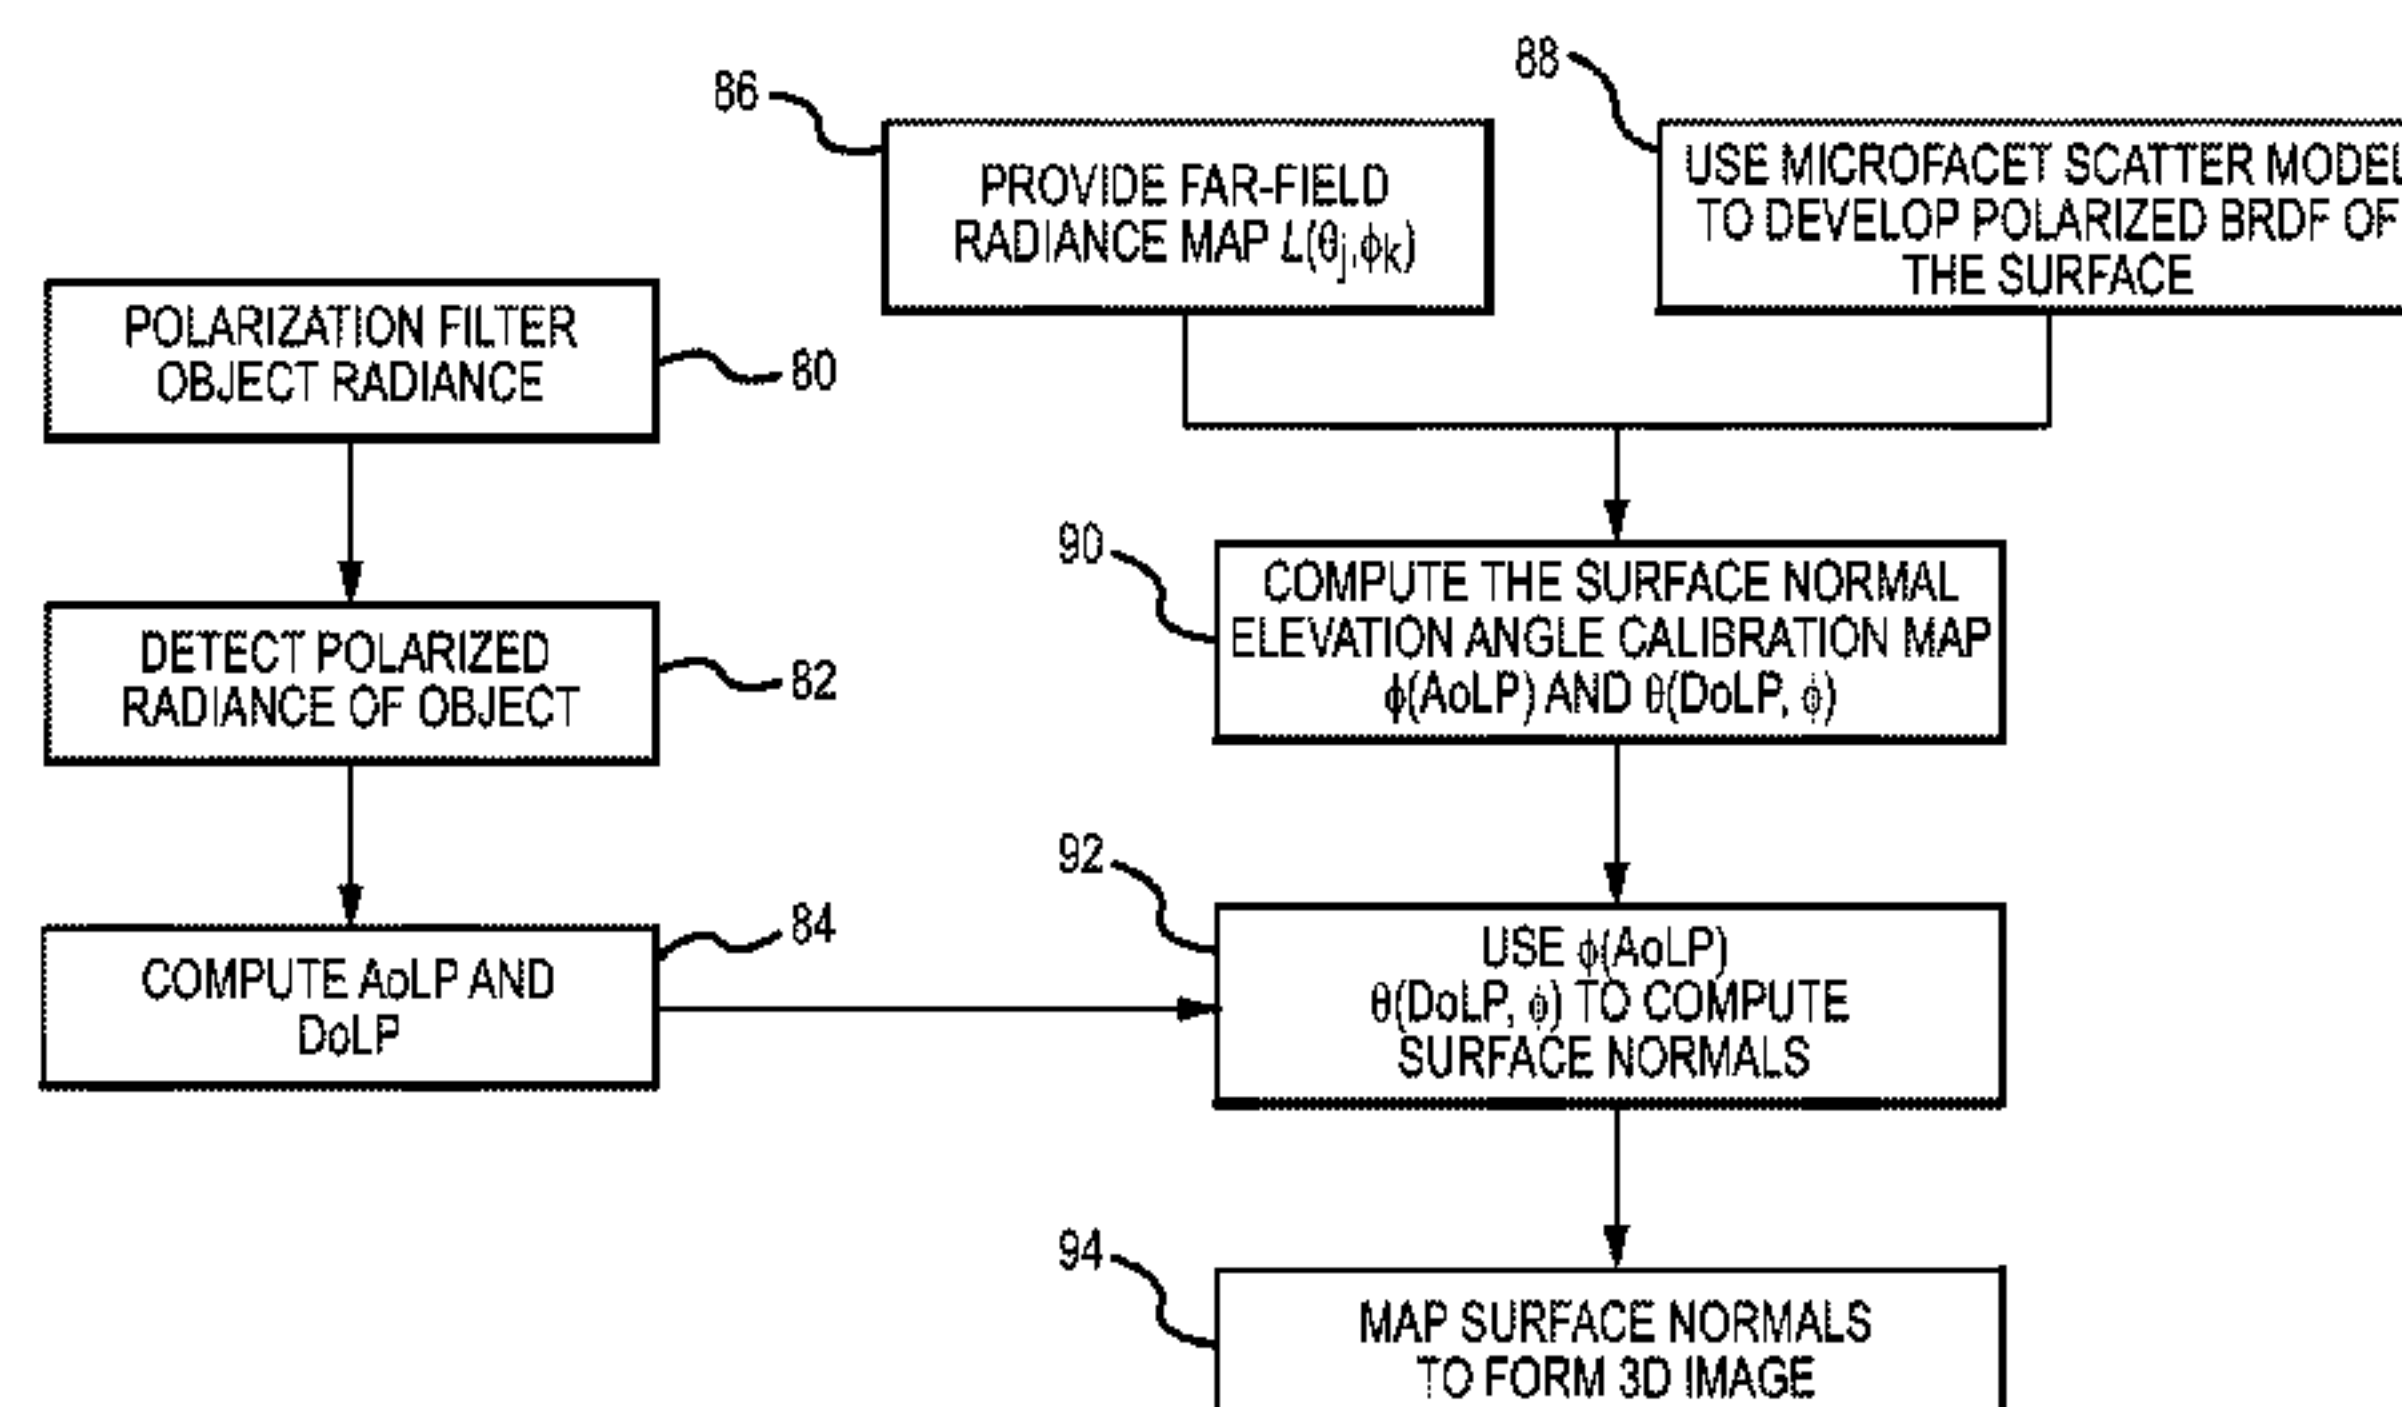 88
86
PROVIDE FAR-FIELD
RADIANCE MAP L(θj,ϕk)
USE MICROFACET SCATTER MODEL
TO DEVELOP POLARIZED BRDF OF
THE SURFACE
POLARIZATION FILTER
OBJECT RADIANCE
80
90
COMPUTE THE SURFACE NORMAL
ELEVATION ANGLE CALIBRATION MAP
ϕ(AoLP) AND θ(DoLP, ϕ)
DETECT POLARIZED
RADIANCE OF OBJECT
82
92
84
COMPUTE AoLP AND
DoLP
USE ϕ(AoLP)
θ(DoLP, ϕ) TO COMPUTE
SURFACE NORMALS
94
MAP SURFACE NORMALS
TO FORM 3D IMAGE